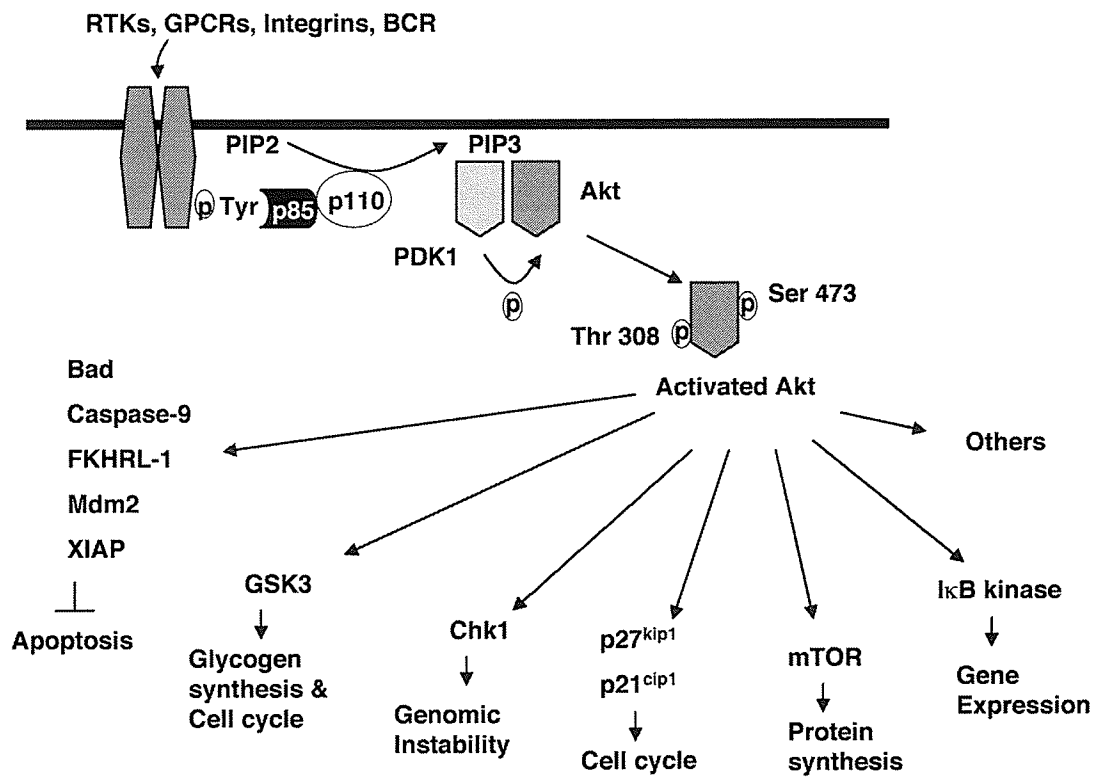 RTKs, GPCRs, Integrins, BCR
PIP2
PIP3
p Tyr p85 p110
Akt
PDK1
p
Ser 473
p
Thr 308 p
Activated Akt
Bad
Caspase-9
FKHRL-1
Mdm2
XIAP
Apoptosis
GSK3
Glycogen
synthesis &
Cell cycle
Chk1
Genomic
Instability
p27kip1
p21cip1
Cell cycle
mTOR
Protein
synthesis
IκB kinase
Gene
Expression
Others